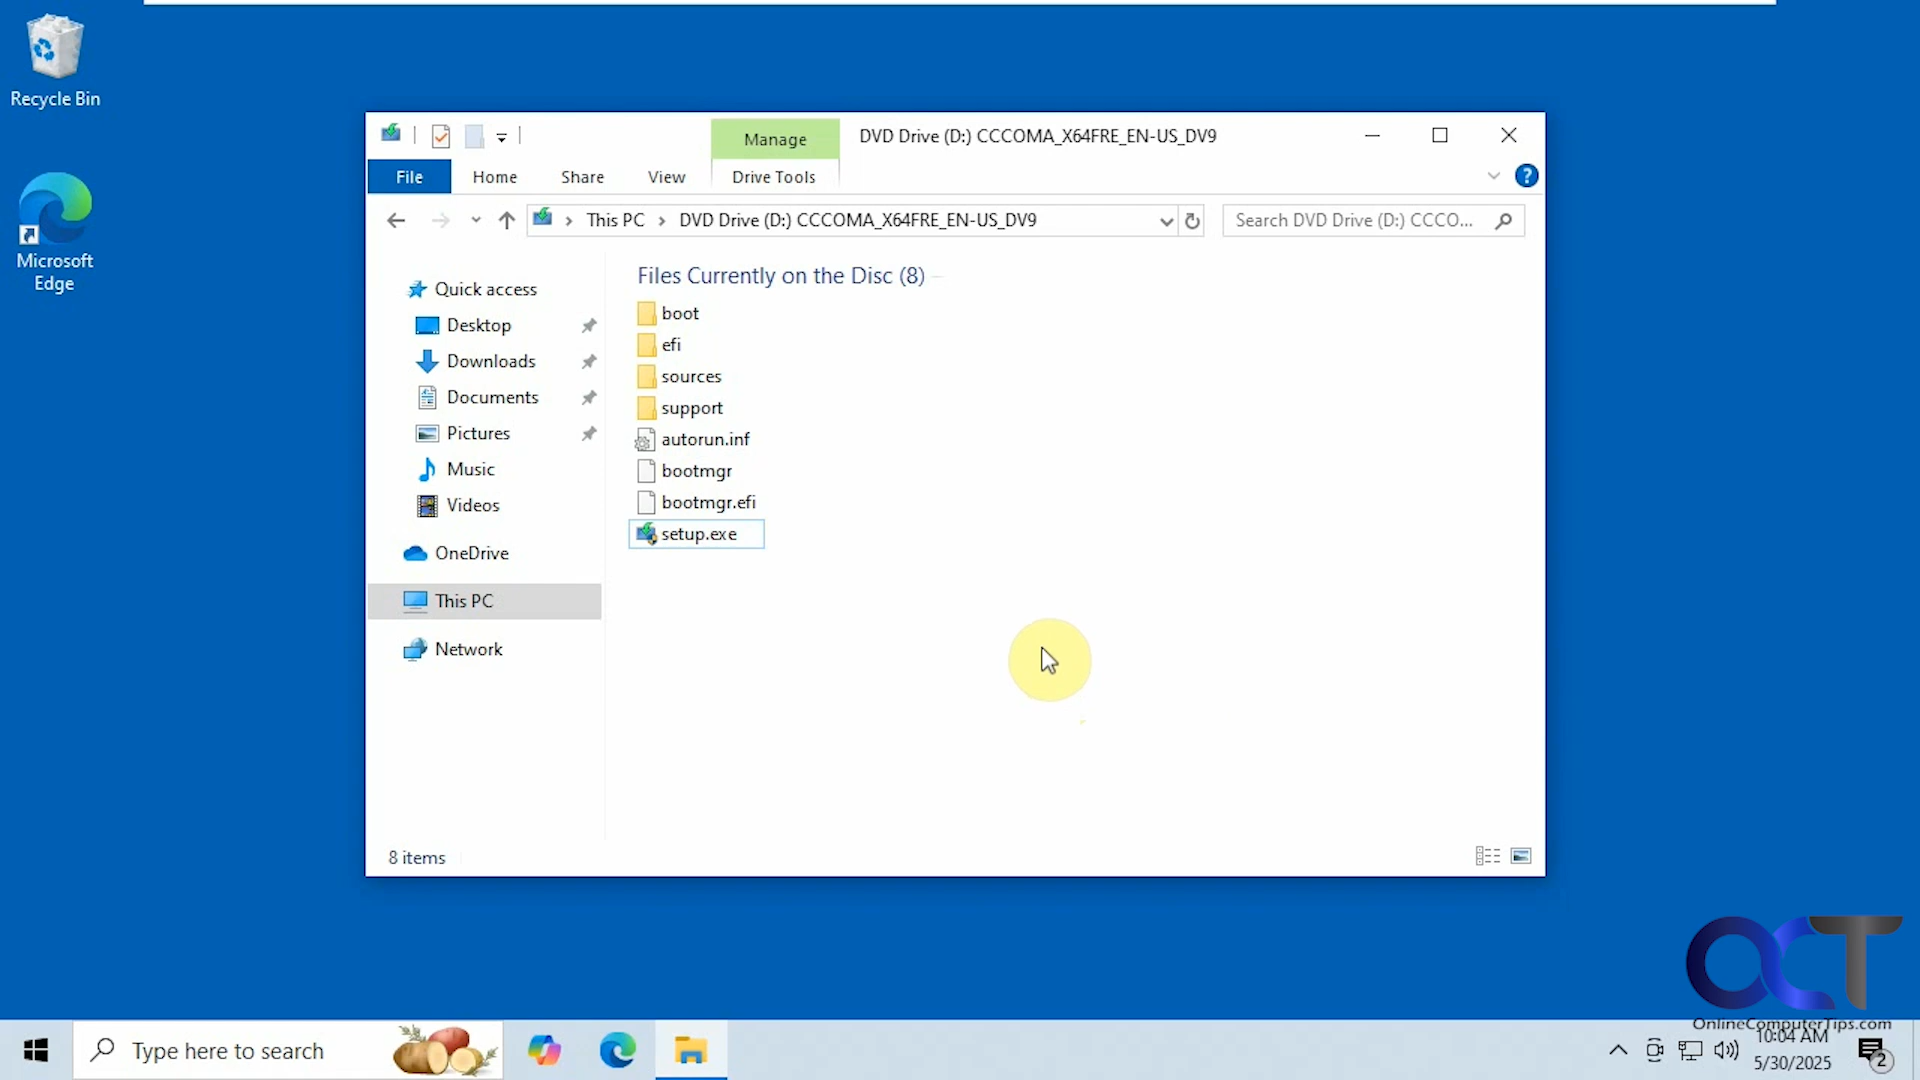 Recycle Bin
Microsoft
Edge
Manage
DVD Drive (D:) CCCOMA_X64FRE_EN-US_DV9
File
Home
Share
View
Drive Tools
?
This PC
DVD Drive (D:) CCCOMA_X64FRE_EN-US_DV9
Search DVD Drive (D:) CCCO...
Quick access
Desktop
Downloads
Documents
Pictures
Music
Videos
OneDrive
This PC
Network
Files Currently on the Disc (8)
boot
efi
sources
support
autorun.inf
bootmgr
bootmgr.efi
setup.exe
8 items
OCT
OnlineComputerTips.com
Type here to search
10:04 AM
5/30/2025
2